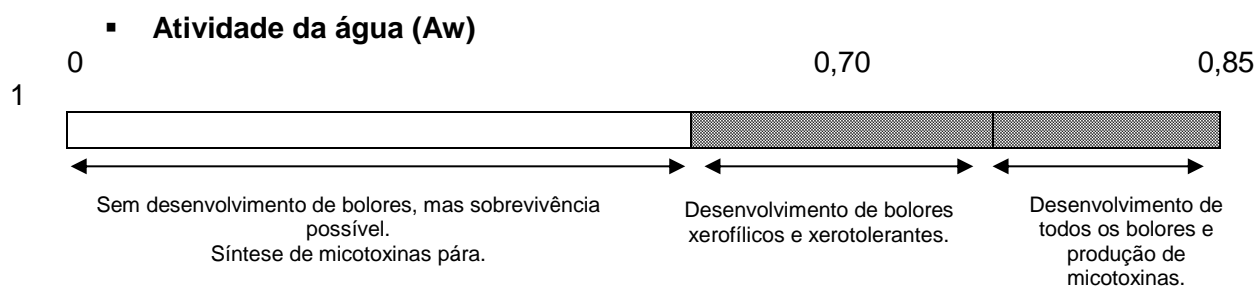 ▪ Atividade da água (Aw)
0 0,70 0,85
1
Sem desenvolvimento de bolores, mas sobrevivência
possível.
Síntese de micotoxinas pára.
Desenvolvimento de bolores
xerofílicos e xerotolerantes.
Desenvolvimento de
todos os bolores e
produção de
micotoxinas.